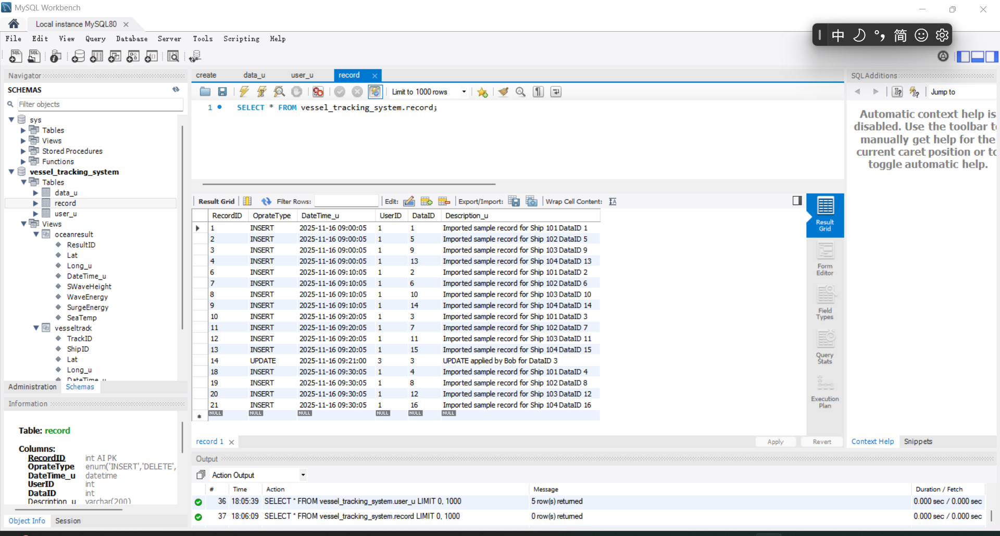 MySQL Workbench
Local instance MySQL80
File Edit View Query Database Server Tools Scripting Help
中 简
Navigator
SCHEMAS
Filter objects
sys
Tables
Views
Stored Procedures
Functions
vessel_tracking_system
Tables
data_u
record
user_u
Views
oceanresult
ResultID
Lat
Long_u
DateTime_u
SWaveHeight
WaveEnergy
SurgeEnergy
SeaTemp
vesseltrack
TrackID
ShipID
Lat
Long_u
DateTime_u
Administration Schemas
Information
Table: record
Columns:
RecordID int AI PK
OprateType enum('INSERT','DELETE',
DateTime_u datetime
UserID int
DataID int
Description_u varchar(200)
Object Info Session
create data_u user_u record
Limit to 1000 rows
1 SELECT * FROM vessel_tracking_system.record;
Result Grid Filter Rows: Edit: Export/Import: Wrap Cell Content:
RecordID OprateType DateTime_u UserID DataID Description_u
1 INSERT 2025-11-16 09:00:05 1 1 Imported sample record for Ship 101 DataID 1
2 INSERT 2025-11-16 09:00:05 1 5 Imported sample record for Ship 102 DataID 5
3 INSERT 2025-11-16 09:00:05 1 9 Imported sample record for Ship 103 DataID 9
4 INSERT 2025-11-16 09:00:05 1 13 Imported sample record for Ship 104 DataID 13
6 INSERT 2025-11-16 09:10:05 1 2 Imported sample record for Ship 101 DataID 2
7 INSERT 2025-11-16 09:10:05 1 6 Imported sample record for Ship 102 DataID 6
8 INSERT 2025-11-16 09:10:05 1 10 Imported sample record for Ship 103 DataID 10
9 INSERT 2025-11-16 09:10:05 1 14 Imported sample record for Ship 104 DataID 14
10 INSERT 2025-11-16 09:20:05 1 3 Imported sample record for Ship 101 DataID 3
11 INSERT 2025-11-16 09:20:05 1 7 Imported sample record for Ship 102 DataID 7
12 INSERT 2025-11-16 09:20:05 1 11 Imported sample record for Ship 103 DataID 11
13 INSERT 2025-11-16 09:20:05 1 15 Imported sample record for Ship 104 DataID 15
14 UPDATE 2025-11-16 09:21:00 3 3 UPDATE applied by Bob for DataID 3
18 INSERT 2025-11-16 09:30:05 1 4 Imported sample record for Ship 101 DataID 4
19 INSERT 2025-11-16 09:30:05 1 8 Imported sample record for Ship 102 DataID 8
20 INSERT 2025-11-16 09:30:05 1 12 Imported sample record for Ship 103 DataID 12
21 INSERT 2025-11-16 09:30:05 1 16 Imported sample record for Ship 104 DataID 16
NULL NULL NULL NULL NULL NULL
Result
Grid
Form
Editor
Field
Types
Query
Stats
Execution
Plan
record 1
Apply Revert
Output
Action Output
# Time Action Message Duration / Fetch
36 18:05:39 SELECT * FROM vessel_tracking_system.user_u LIMIT 0, 1000 5 row(s) returned 0.000 sec / 0.000 sec
37 18:06:09 SELECT * FROM vessel_tracking_system.record LIMIT 0, 1000 0 row(s) returned 0.000 sec / 0.000 sec
SQLAdditions
Jump to
Automatic context help is
disabled. Use the toolbar t
manually get help for the
current caret position or to
toggle automatic help.
Context Help Snippets